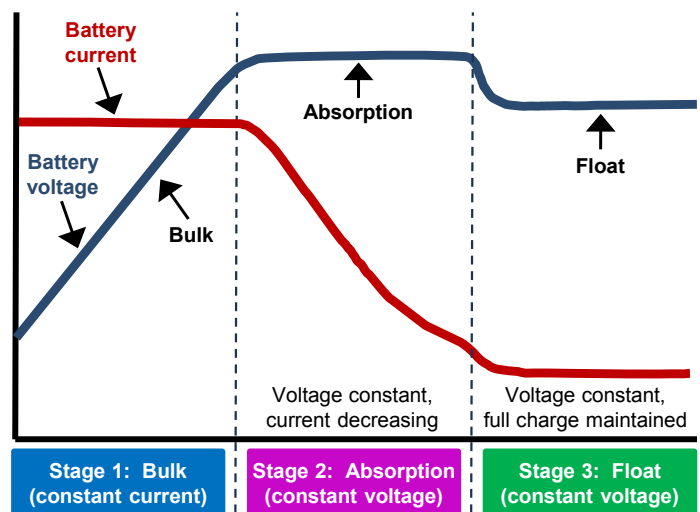 Battery
current
Absorption
Battery
voltage
Float
Bulk
Voltage constant,
current decreasing
Voltage constant,
full charge maintained
Stage 1:  Bulk
(constant current)
Stage 2:  Absorption
(constant voltage)
Stage 3:  Float
(constant voltage)